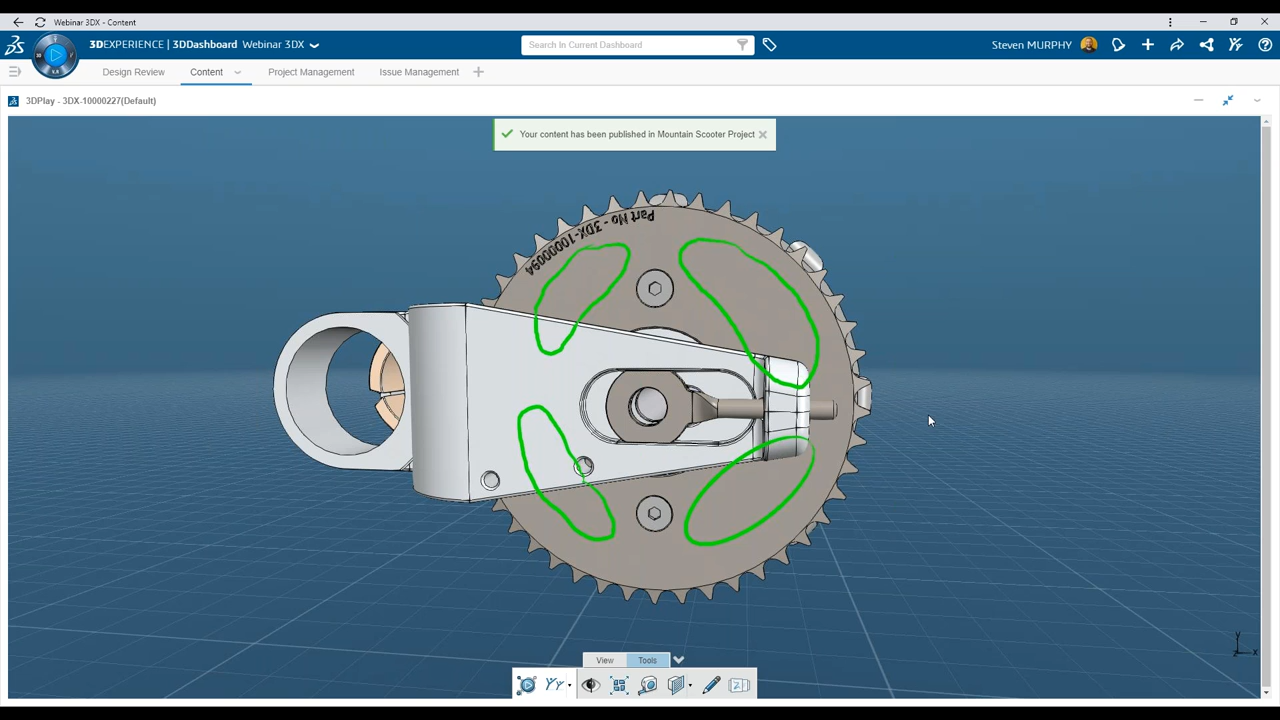 Webinar 3DX - Content
3DEXPERIENCE | 3DDashboard Webinar 3DX
Search In Current Dashboard
Steven MURPHY
Design Review
Content
Project Management
Issue Management
3DPlay - 3DX-10000227(Default)
Your content has been published in Mountain Scooter Project
Part No - 3DX-10000094
View
Tools
Y
Z
X